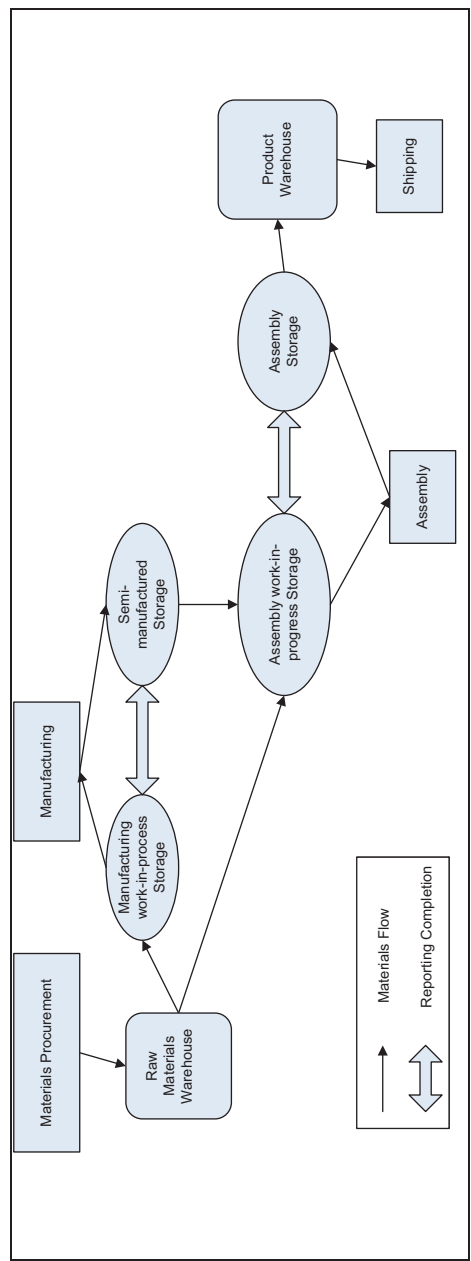 Materials Procurement
Manufacturing
Raw
Materials
Warehouse
Manufacturing
work-in-process
Storage
Semi-
manufactured
Storage
Assembly work-in-
progress Storage
Assembly
Storage
Product
Warehouse
Assembly
Shipping
Materials Flow
Reporting Completion